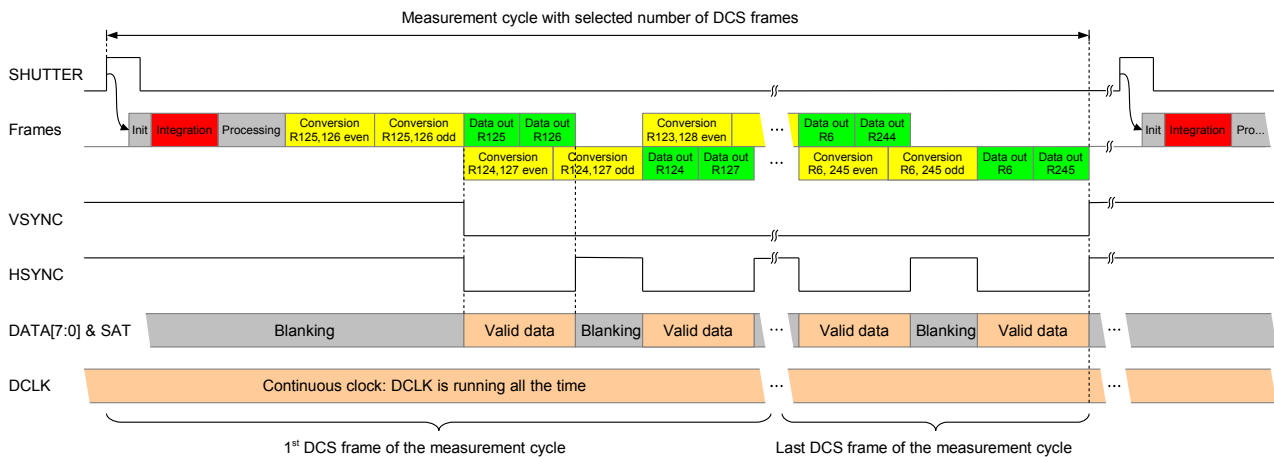 Measurement cycle with selected number of DCS frames
SHUTTER
Frames
Init
Integration
Processing
Conversion
R125,126 even
Conversion
R125,126 odd
Data out
R125
Data out
R126
Conversion
R123,128 even
...
Data out
R6
Data out
R244
Init
Integration
Pro...
Conversion
R124,127 even
Conversion
R124,127 odd
Data out
R124
Data out
R127
...
Conversion
R6, 245 even
Conversion
R6, 245 odd
Data out
R6
Data out
R245
VSYNC
HSYNC
DATA[7:0] & SAT
Blanking
Valid data
Blanking
Valid data
...
Valid data
Blanking
Valid data
...
DCLK
Continuous clock: DCLK is running all the time
...
...
1st DCS frame of the measurement cycle
Last DCS frame of the measurement cycle